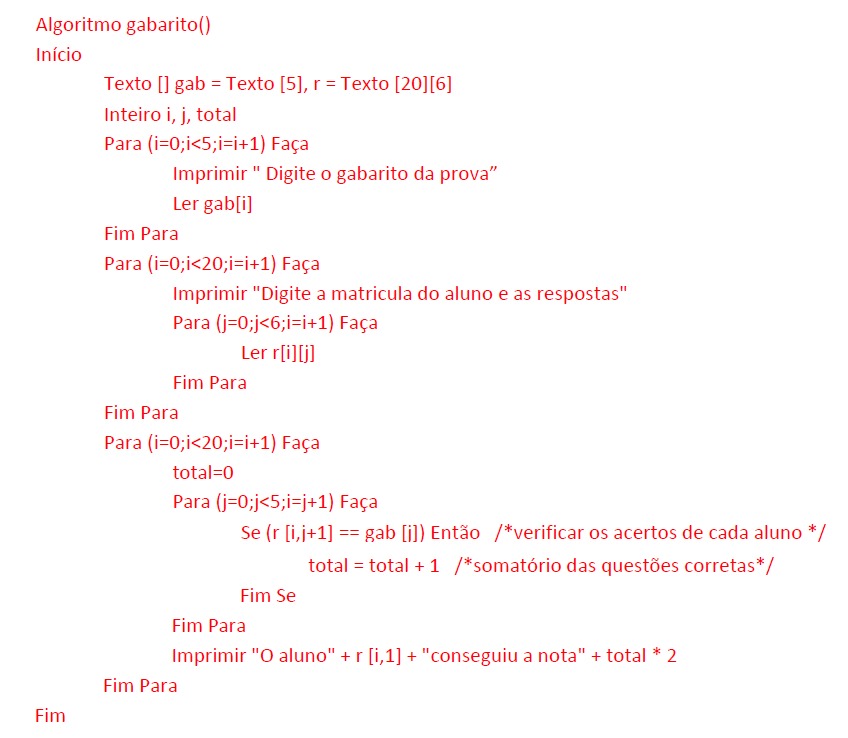 Algoritmo gabarito()
Início
Texto [] gab = Texto [5], r = Texto [20][6]
Inteiro i, j, total
Para (i=0;i<5;i=i+1) Faça
Imprimir " Digite o gabarito da prova”
Ler gab[i]
Fim Para
Para (i=0;i<20;i=i+1) Faça
Imprimir "Digite a matricula do aluno e as respostas"
Para (j=0;j<6;i=i+1) Faça
Ler r[i][j]
Fim Para
Fim Para
Para (i=0;i<20;i=i+1) Faça
total=0
Para (j=0;j<5;i=j+1) Faça
Se (r [i,j+1] == gab [j]) Então /*verificar os acertos de cada aluno */
total = total + 1 /*somatório das questões corretas*/
Fim Se
Fim Para
Imprimir "O aluno" + r [i,1] + "conseguiu a nota" + total * 2
Fim Para
Fim